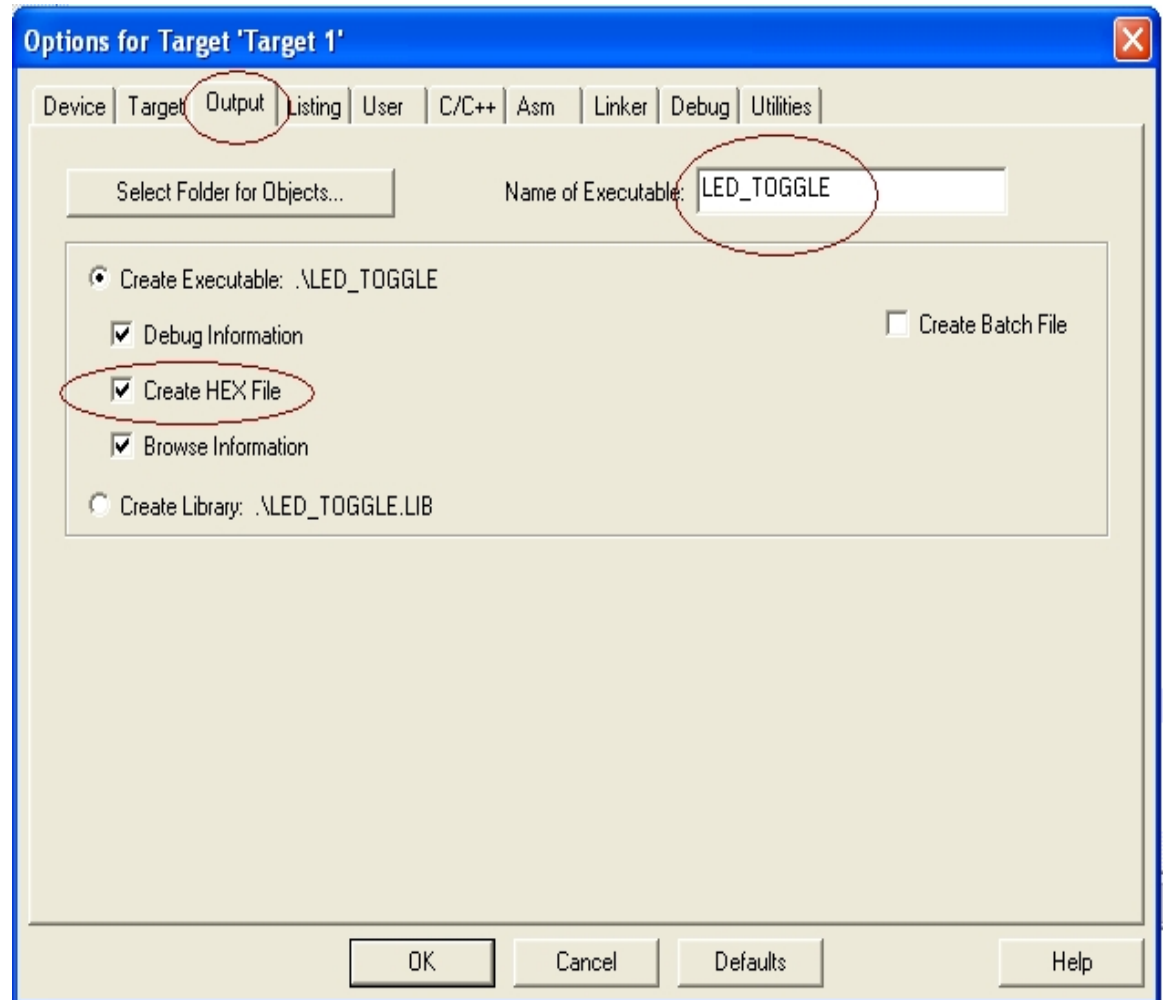 Options for Target 'Target 1'
Device Target Output Listing User C/C++ Asm Linker Debug Utilities
Select Folder for Objects... Name of Executable: LED_TOGGLE
Create Executable: .\LED_TOGGLE
Debug Information Create Batch File
Create HEX File
Browse Information
Create Library: .\LED_TOGGLE.LIB
OK Cancel Defaults Help